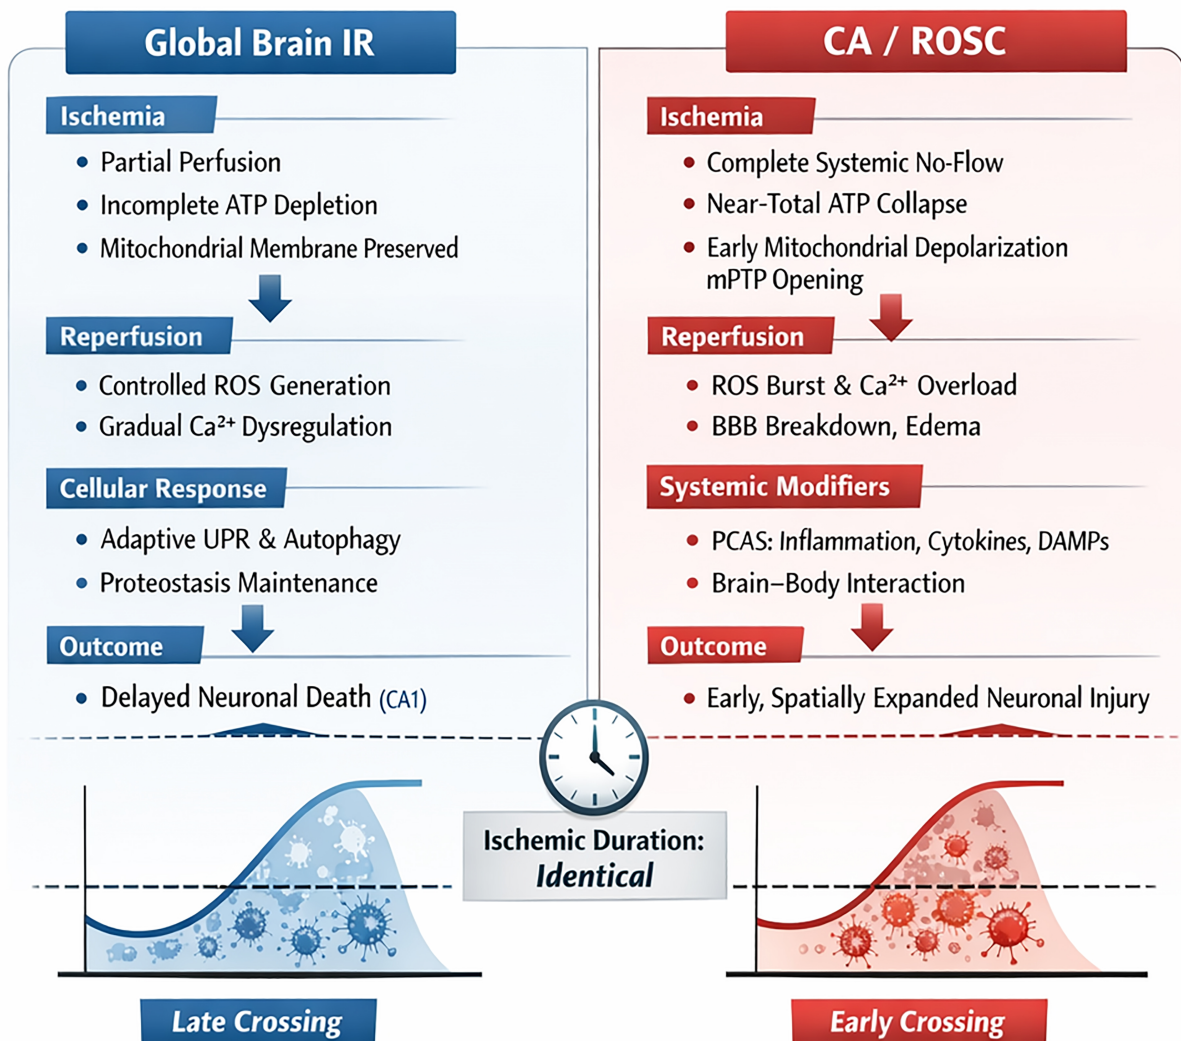 Global Brain IR
Ischemia
Partial Perfusion
Incomplete ATP Depletion
Mitochondrial Membrane Preserved
Reperfusion
Controlled ROS Generation
Gradual Ca²⁺ Dysregulation
Cellular Response
Adaptive UPR & Autophagy
Proteostasis Maintenance
Outcome
Delayed Neuronal Death (CA1)
CA / ROSC
Ischemia
Complete Systemic No-Flow
Near-Total ATP Collapse
Early Mitochondrial Depolarization
mPTP Opening
Reperfusion
ROS Burst & Ca²⁺ Overload
BBB Breakdown, Edema
Systemic Modifiers
PCAS: Inflammation, Cytokines, DAMPs
Brain–Body Interaction
Outcome
Early, Spatially Expanded Neuronal Injury
Ischemic Duration:
Identical
Late Crossing
Early Crossing